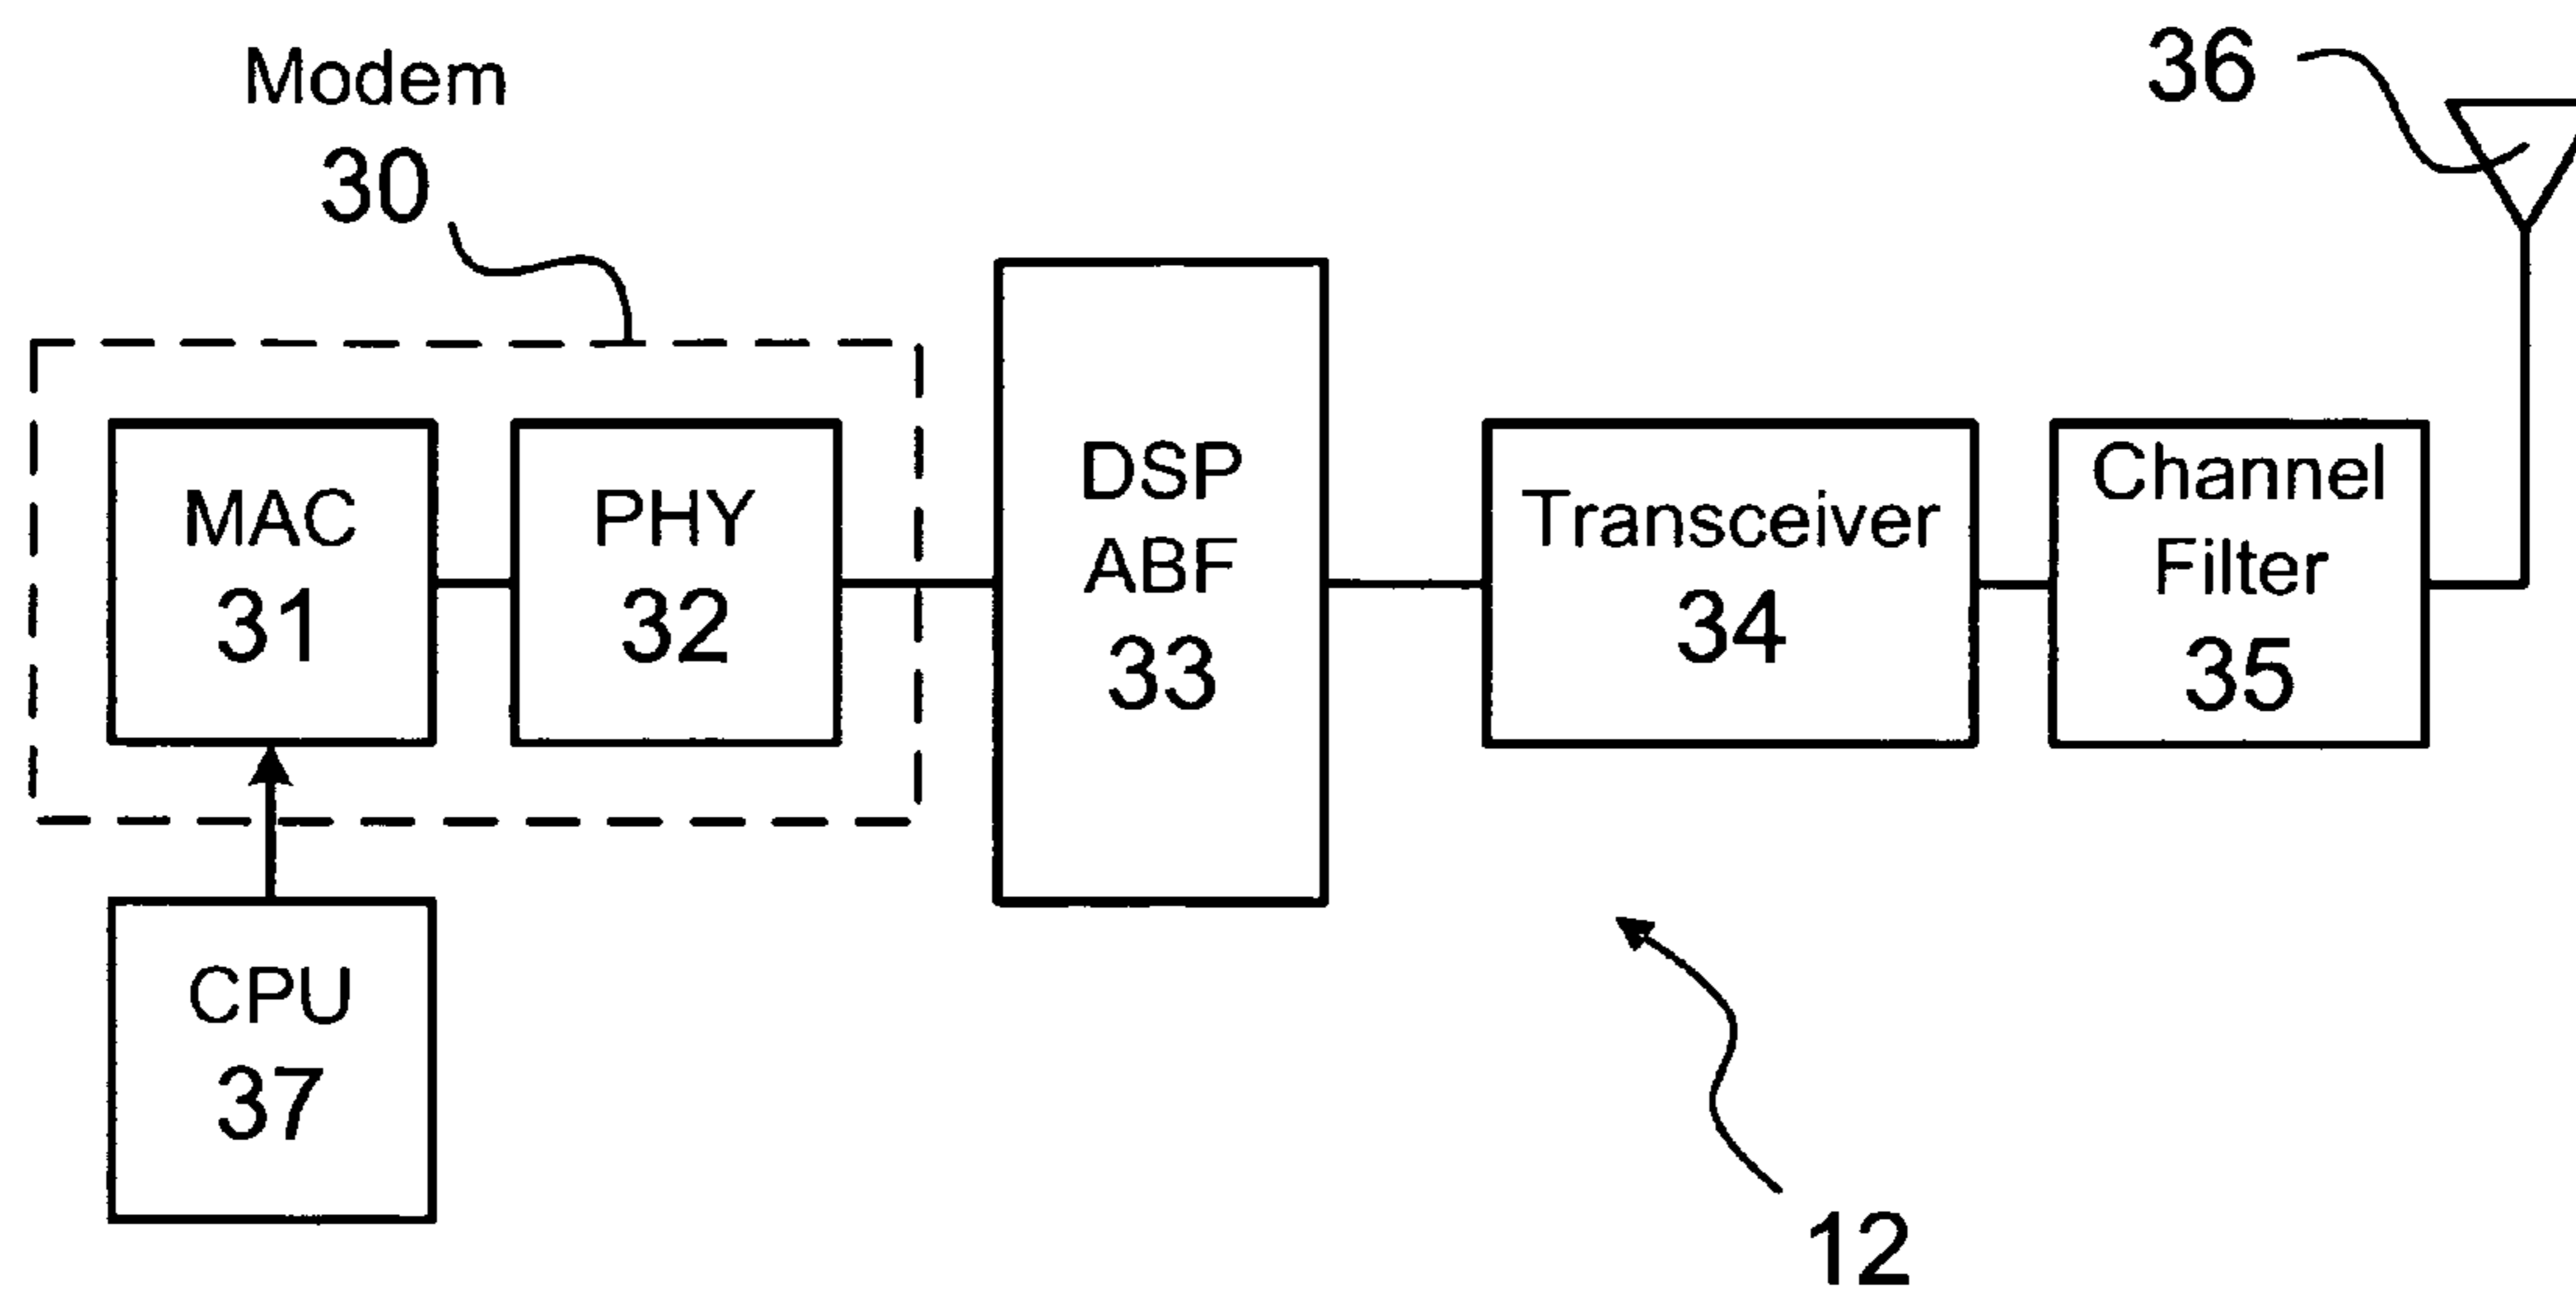 Modem
30
36
MAC
31
PHY
32
DSP
ABF
33
Transceiver
34
Channel
Filter
35
CPU
37
12